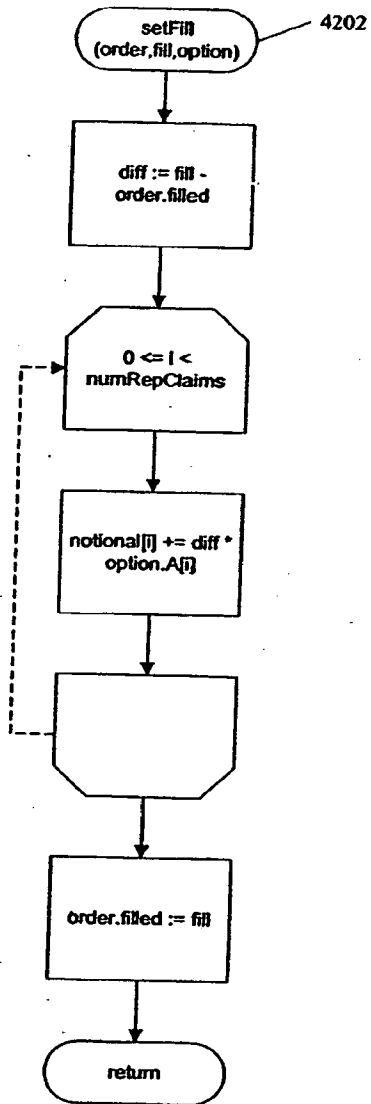 setFill
(order,fill,option)
4202
diff := fill -
order.filled
0 <= i <
numRepClaims
notional[i] += diff *
option.A[i]
order.filled := fill
return